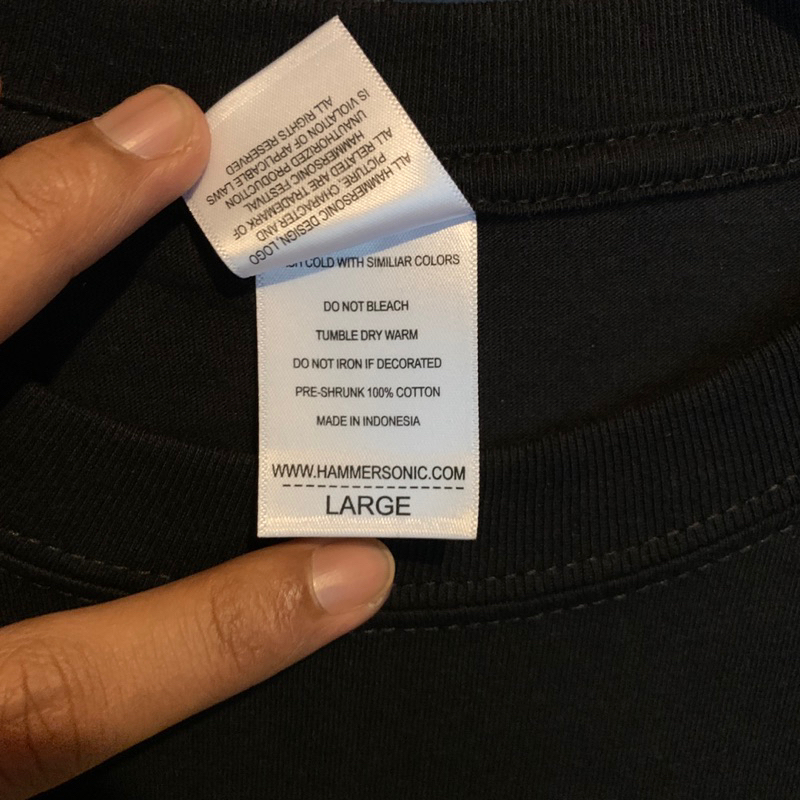 ALL HAMMERSONIC DESIGN, LOGO
PICTURE, CHARACTER AND
ALL RELATED ARE TRADEMARK OF
HAMMERSONIC FESTIVAL
UNAUTHORIZED PRODUCTION
IS VIOLATION OF APPLICABLE LAWS
ALL RIGHTS RESERVED
COLD WITH SIMILIAR COLORS
DO NOT BLEACH
TUMBLE DRY WARM
DO NOT IRON IF DECORATED
PRE-SHRUNK 100% COTTON
MADE IN INDONESIA
WWW.HAMMERSONIC.COM
LARGE